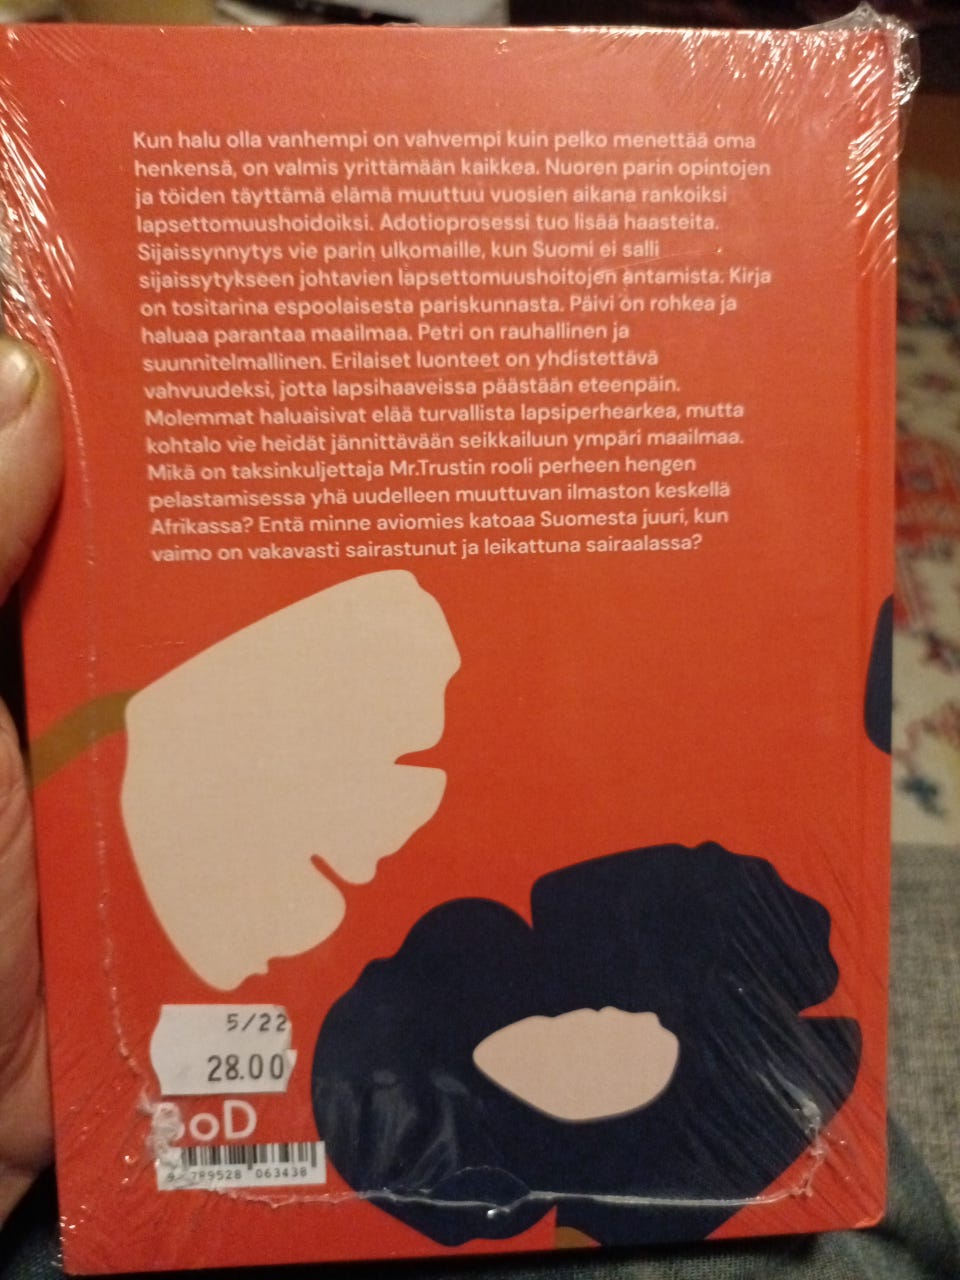 Kun halu olla vanhempi on vahvempi kuin pelko menettää oma
henkensä, on valmis yrittämään kaikkea. Nuoren parin opintojen
ja töiden täyttämä elämä muuttuu vuosien aikana rankoiksi
lapsettomuushoidoiksi. Adotioprosessi tuo lisää haasteita.
Sijaissynnytys vie parin ulkomaille, kun Suomi ei salli
sijaissytykseen johtavien lapsettomuushoitojen antamista. Kirja
on tositarina espoolaisesta pariskunnasta. Päivi on rohkea ja
haluaa parantaa maailmaa. Petri on rauhallinen ja
suunnitelmallinen. Erilaiset luonteet on yhdistettävä
vahvuudeksi, jotta lapsihaaveissa päästään eteenpäin.
Molemmat haluaisivat elää turvallista lapsiperhearkea, mutta
kohtalo vie heidät jännittävään seikkailuun ympäri maailmaa.
Mikä on taksinkuljettaja Mr.Trustin rooli perheen hengen
pelastamisessa yhä uudelleen muuttuvan ilmaston keskellä
Afrikassa? Entä minne aviomies katoaa Suomesta juuri, kun
vaimo on vakavasti sairastunut ja leikattuna sairaalassa?
5/22
28.00
BoD
9 789528 063438